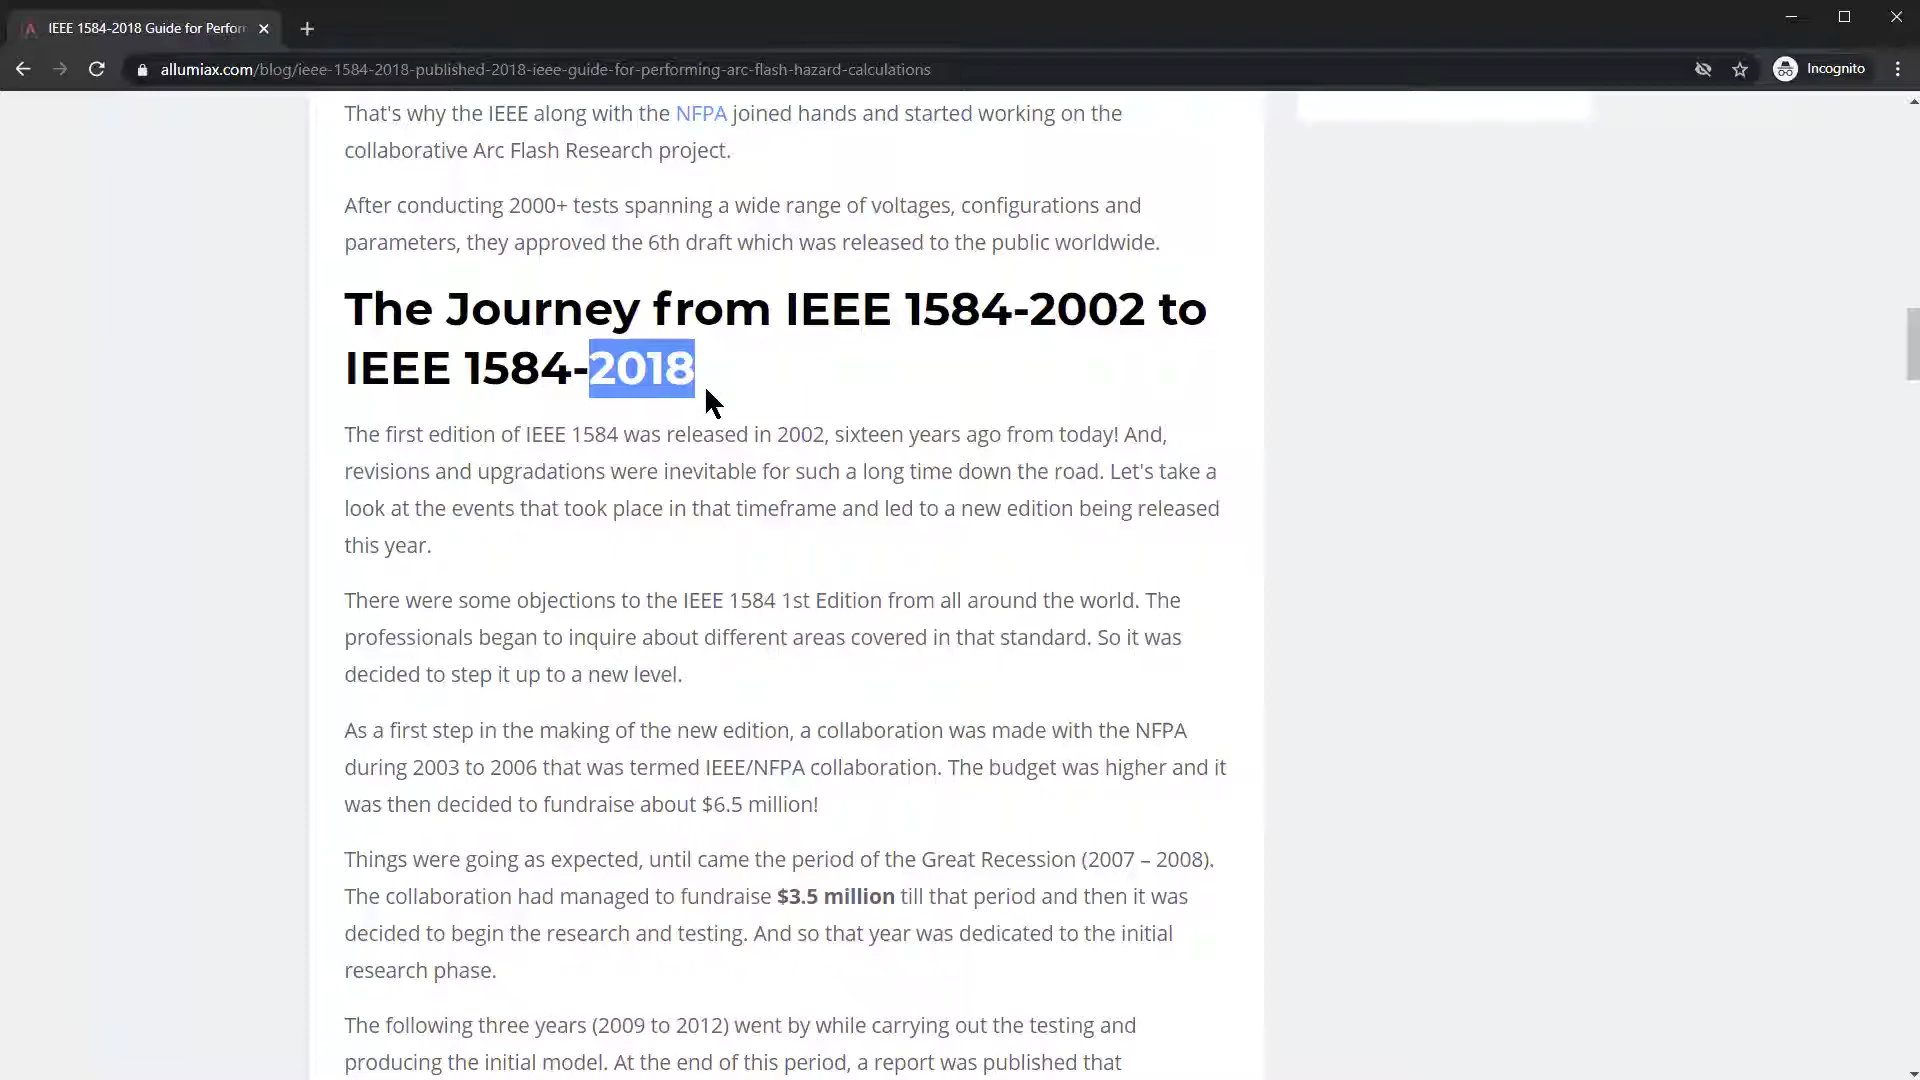 IEEE 1584-2018 Guide for Perfor
allumiax.com/blog/ieee-1584-2018-published-2018-ieee-guide-for-performing-arc-flash-hazard-calculations
Incognito
That's why the IEEE along with the NFPA joined hands and started working on the
collaborative Arc Flash Research project.
After conducting 2000+ tests spanning a wide range of voltages, configurations and
parameters, they approved the 6th draft which was released to the public worldwide.
The Journey from IEEE 1584-2002 to
IEEE 1584-2018
The first edition of IEEE 1584 was released in 2002, sixteen years ago from today! And,
revisions and upgradations were inevitable for such a long time down the road. Let's take a
look at the events that took place in that timeframe and led to a new edition being released
this year.
There were some objections to the IEEE 1584 1st Edition from all around the world. The
professionals began to inquire about different areas covered in that standard. So it was
decided to step it up to a new level.
As a first step in the making of the new edition, a collaboration was made with the NFPA
during 2003 to 2006 that was termed IEEE/NFPA collaboration. The budget was higher and it
was then decided to fundraise about $6.5 million!
Things were going as expected, until came the period of the Great Recession (2007 – 2008).
The collaboration had managed to fundraise $3.5 million till that period and then it was
decided to begin the research and testing. And so that year was dedicated to the initial
research phase.
The following three years (2009 to 2012) went by while carrying out the testing and
producing the initial model. At the end of this period, a report was published that